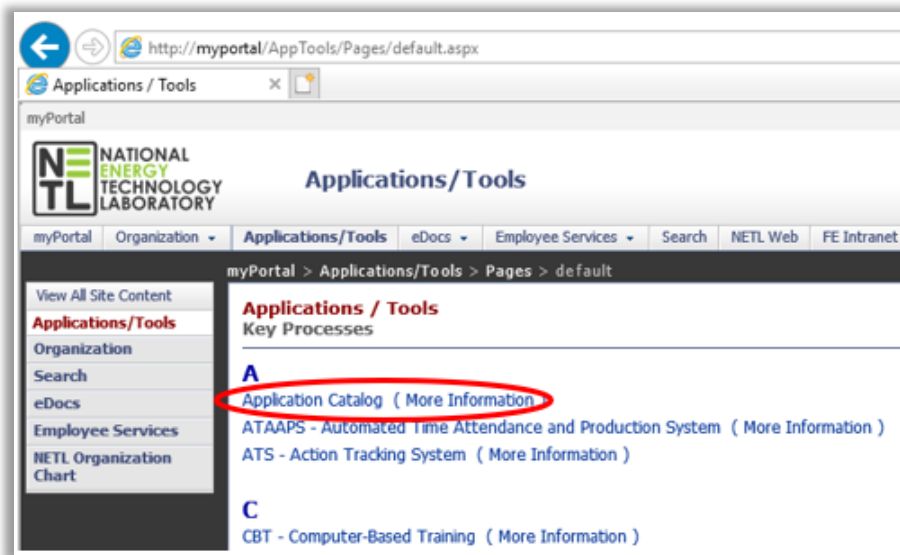 http://myportal/AppTools/Pages/default.aspx
Applications / Tools
myPortal
NETL
NATIONAL
ENERGY
TECHNOLOGY
LABORATORY
Applications/Tools
myPortal Organization Applications/Tools eDocs Employee Services Search NETL Web FE Intranet
myPortal > Applications/Tools > Pages > default
View All Site Content
Applications/Tools
Organization
Search
eDocs
Employee Services
NETL Organization
Chart
Applications / Tools
Key Processes
A
Application Catalog ( More Information )
ATAAPS - Automated Time Attendance and Production System ( More Information )
ATS - Action Tracking System ( More Information )
C
CBT - Computer-Based Training ( More Information )